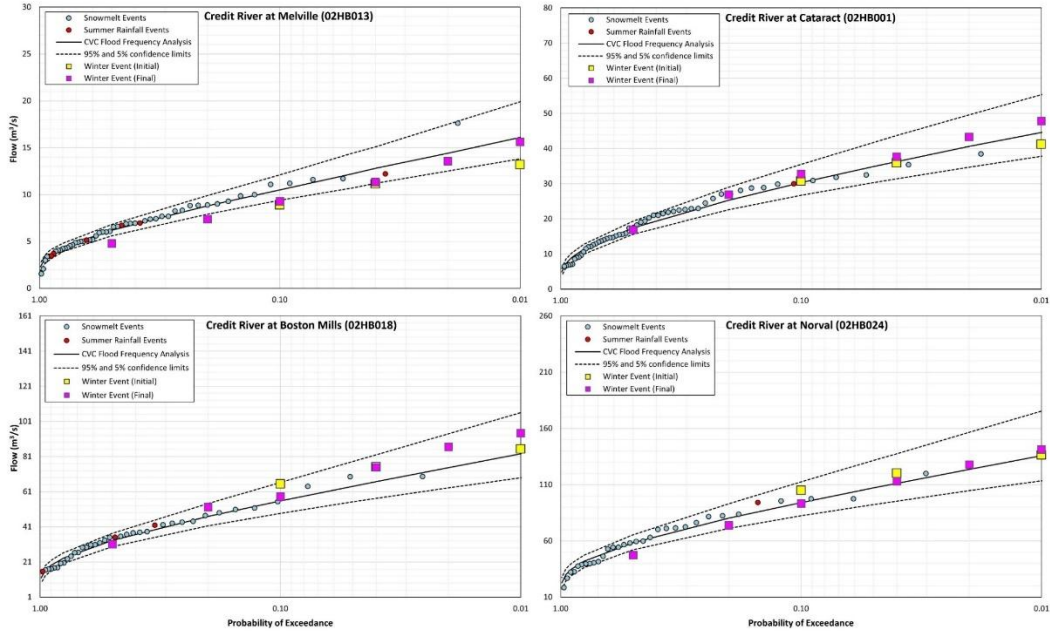 Credit River at Melville (02HB013)
Snowmelt Events
Summer Rainfall Events
CVC Flood Frequency Analysis
95% and 5% confidence limits
Winter Event (Initial)
Winter Event (Final)
Flow (m³/s)
30
25
20
15
10
5
0
1.00
0.10
0.01
Credit River at Cataract (02HB001)
Snowmelt Events
Summer Rainfall Events
CVC Flood Frequency Analysis
95% and 5% confidence limits
Winter Event (Initial)
Winter Event (Final)
80
70
60
50
40
30
20
10
0
1.00
0.10
0.01
Credit River at Boston Mills (02HB018)
Snowmelt Events
Summer Rainfall Events
CVC Flood Frequency Analysis
95% and 5% confidence limits
Winter Event (Initial)
Winter Event (Final)
Flow (m³/s)
161
141
121
101
81
61
41
21
1
1.00
0.10
0.01
Probability of Exceedance
Credit River at Norval (02HB024)
Snowmelt Events
Summer Rainfall Events
CVC Flood Frequency Analysis
95% and 5% confidence limits
Winter Event (Initial)
Winter Event (Final)
260
210
160
110
60
10
1.00
0.10
0.01
Probability of Exceedance